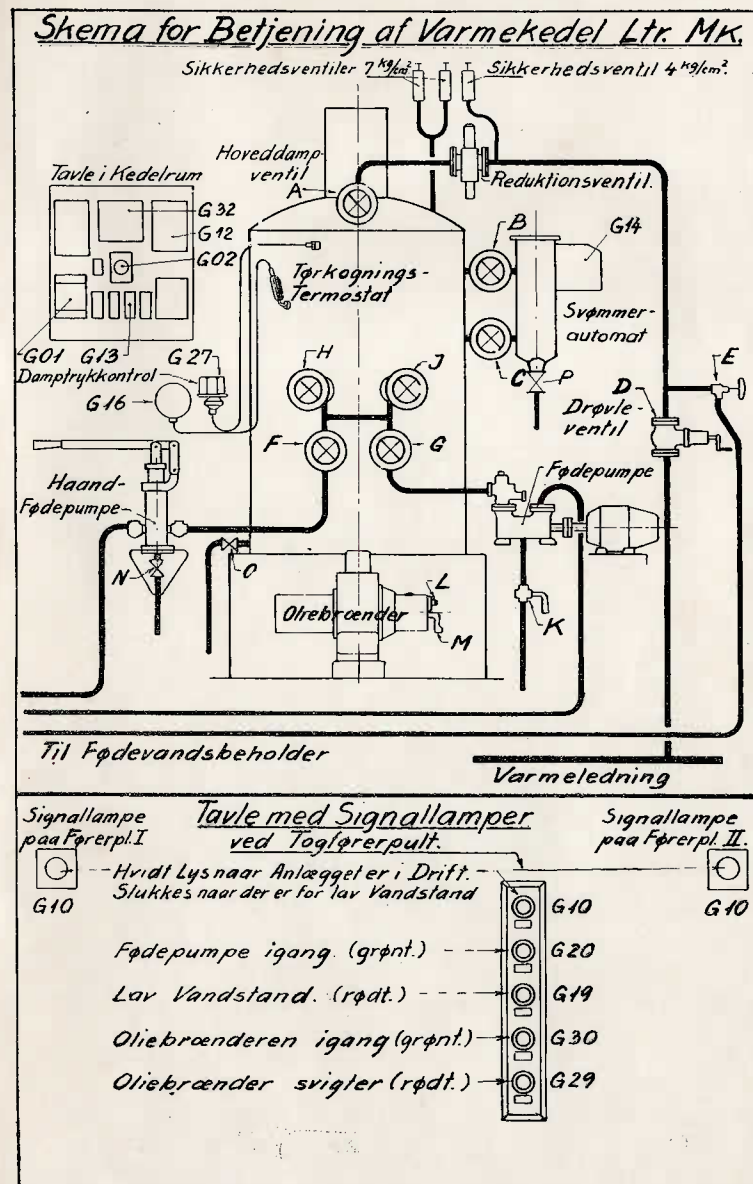 Skema for Betjening af Varmekedel Ltr. MK.
Sikkerhedsventiler 7 kg/cm²
Sikkerhedsventil 4 kg/cm².
Hoveddamp-
ventil
A
Reduktionsventil.
Tavle i Kedelrum
G32
G12
G02
G01
G13
G27
Damptrykkontrol
G16
Tørkognings-
Termostat
B
G14
Svømmer-
automat
C
P
H
J
E
D
Drøvle-
ventil
F
G
Fødepumpe
Haand-
Fødepumpe
N
O
Oliebrænder
L
M
K
Til Fødevandsbeholder
Varmeledning
Signallampe
paa Førerpl. I
G10
Tavle med Signallamper
ved Togførerpult.
Signallampe
paa Førerpl. II.
G10
Hvidt Lys naar Anlægget er i Drift.
Slukkes naar der er for lav Vandstand
G10
Fødepumpe igang. (grønt.)
G20
Lav Vandstand. (rødt.)
G19
Oliebrænderen igang (grønt.)
G30
Oliebrænder svigter (rødt.)
G29